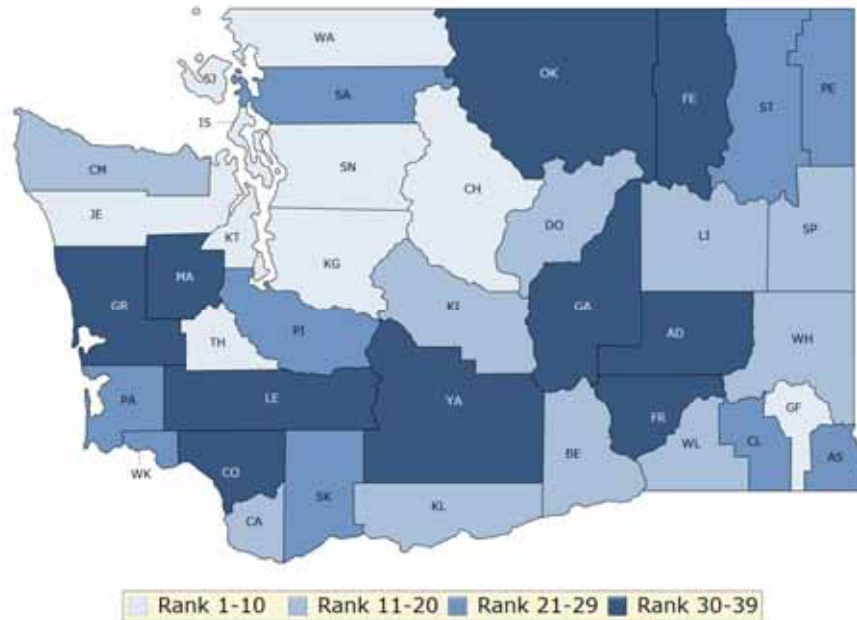 WA
OK
FE
ST
PE
SJ
SA
IS
SN
CH
CM
JE
KT
KG
DO
LI
SP
MA
GR
KI
GA
AD
WH
TH
PI
PA
LE
YA
FR
WL
CL
GF
AS
WK
CO
SK
BE
KL
CA
Rank 1-10 Rank 11-20 Rank 21-29 Rank 30-39